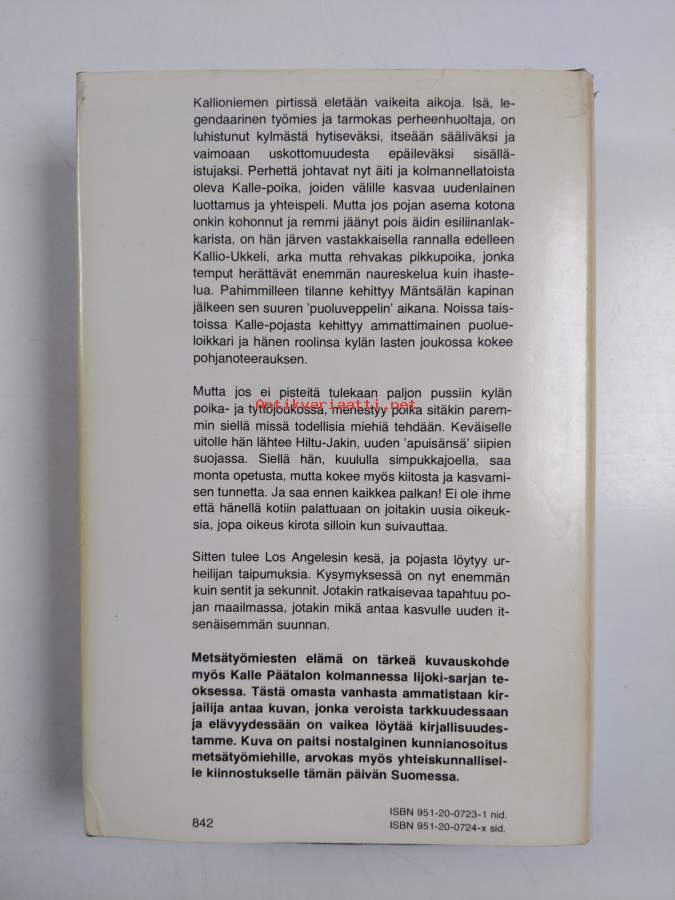 Kallioniemen pirtissä eletään vaikeita aikoja. Isä, le-
gendaarinen työmies ja tarmokas perheenhuoltaja, on
luhistunut kylmästä hytiseväksi, itseään sääliväksi ja
vaimoaan uskottomuudesta epäileväksi sisällä-
istujaksi. Perhettä johtavat nyt äiti ja kolmannellatoista
oleva Kalle-poika, joiden välille kasvaa uudenlainen
luottamus ja yhteispeli. Mutta jos pojan asema kotona
onkin kohonnut ja remmi jäänyt pois äidin esiliinanlak-
karista, on hän järven vastakkaisella rannalla edelleen
Kallio-Ukkeli, arka mutta rehvakas pikkupoika, jonka
temput herättävät enemmän naureskelua kuin ihaste-
lua. Pahimmilleen tilanne kehittyy Mäntsälän kapinan
jälkeen sen suuren 'puoluveppelin' aikana. Noissa tais-
toissa Kalle-pojasta kehittyy ammattimainen puolue-
loikkari ja hänen roolinsa kylän lasten joukossa kokee
pohjanoteerauksen.
Mutta jos ei pisteitä tulekaan paljon pussiin kylän
poika- ja tyttöjoukossa, menestyy poika sitäkin parem-
Antikvariaatti.net
min siellä missä todellisia miehiä tehdään. Keväiselle
uitolle hän lähtee Hiltu-Jakin, uuden 'apuisänsä' siipien
suojassa. Siellä hän, kuululla simpukkajoella, saa
monta opetusta, mutta kokee myös kiitosta ja kasvami-
sen tunnetta. Ja saa ennen kaikkea palkan! Ei ole ihme
että hänellä kotiin palattuaan on joitakin uusia oikeuk-
sia, jopa oikeus kirota silloin kun suivauttaa.
Sitten tulee Los Angelesin kesä, ja pojasta löytyy ur-
heilijan taipumuksia. Kysymyksessä on nyt enemmän
kuin sentit ja sekunnit. Jotakin ratkaisevaa tapahtuu po-
jan maailmassa, jotakin mikä antaa kasvulle uuden it-
senäisemmän suunnan.
Metsätyömiesten elämä on tärkeä kuvauskohde
myös Kalle Päätalon kolmannessa Iijoki-sarjan te-
oksessa. Tästä omasta vanhasta ammatistaan kir-
jailija antaa kuvan, jonka veroista tarkkuudessaan
ja elävyydessään on vaikea löytää kirjallisuudes-
tamme. Kuva on paitsi nostalginen kunnianosoitus
metsätyömiehille, arvokas myös yhteiskunnallisel-
le kiinnostukselle tämän päivän Suomessa.
842
ISBN 951-20-0723-1 nid.
ISBN 951-20-0724-x sid.